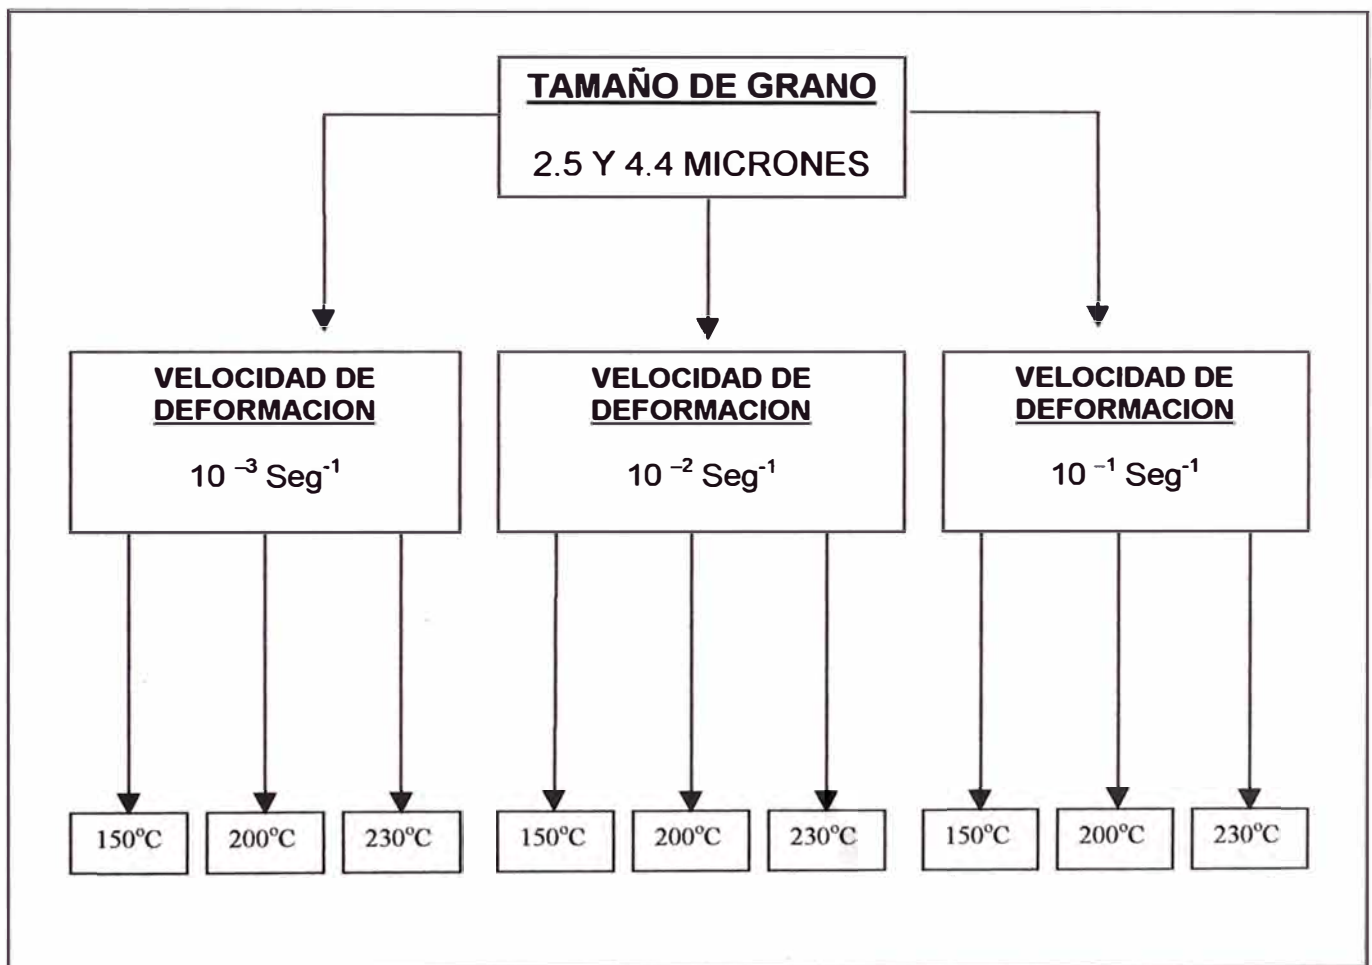 TAMAÑO DE GRANO
2.5 Y 4.4 MICRONES
VELOCIDAD DE
DEFORMACION
10 ⁻³ Seg⁻¹
VELOCIDAD DE
DEFORMACION
10 ⁻² Seg⁻¹
VELOCIDAD DE
DEFORMACION
10 ⁻¹ Seg⁻¹
150ºC
200ºC
230ºC
150ºC
200ºC
230ºC
150ºC
200ºC
230ºC